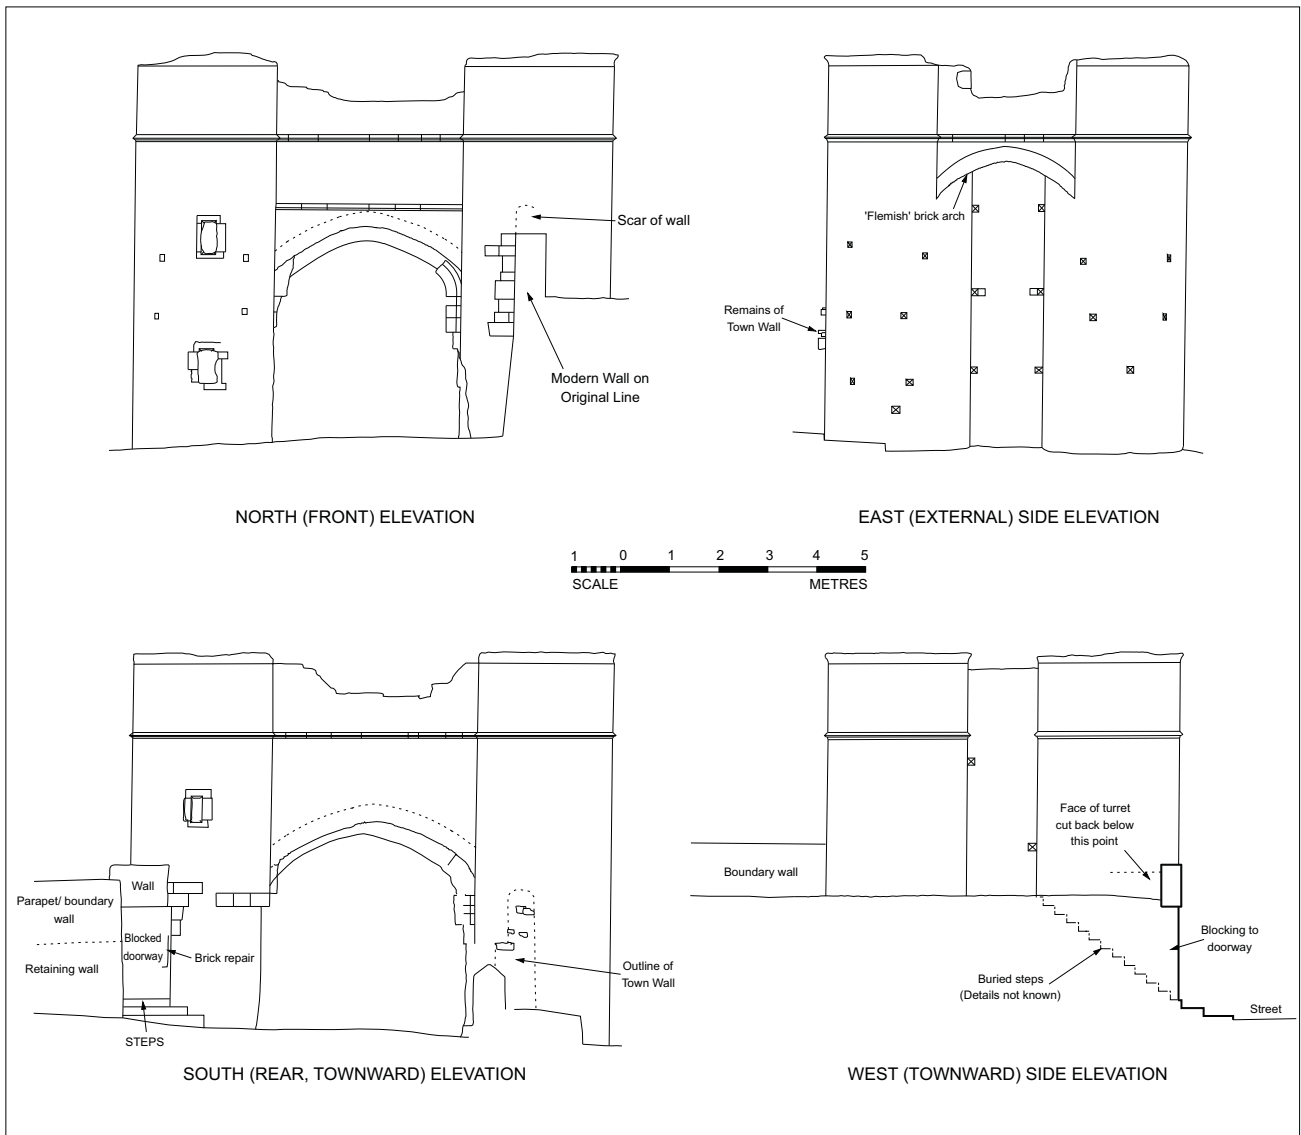 Scar of wall
Modern Wall on
Original Line
NORTH (FRONT) ELEVATION
'Flemish' brick arch
Remains of
Town Wall
EAST (EXTERNAL) SIDE ELEVATION
1 0 1 2 3 4 5
SCALE METRES
Wall
Parapet/ boundary
wall
Blocked
doorway
Brick repair
Retaining wall
STEPS
Outline of
Town Wall
SOUTH (REAR, TOWNWARD) ELEVATION
Face of turret
cut back below
this point
Boundary wall
Blocking to
doorway
Buried steps
(Details not known)
Street
WEST (TOWNWARD) SIDE ELEVATION